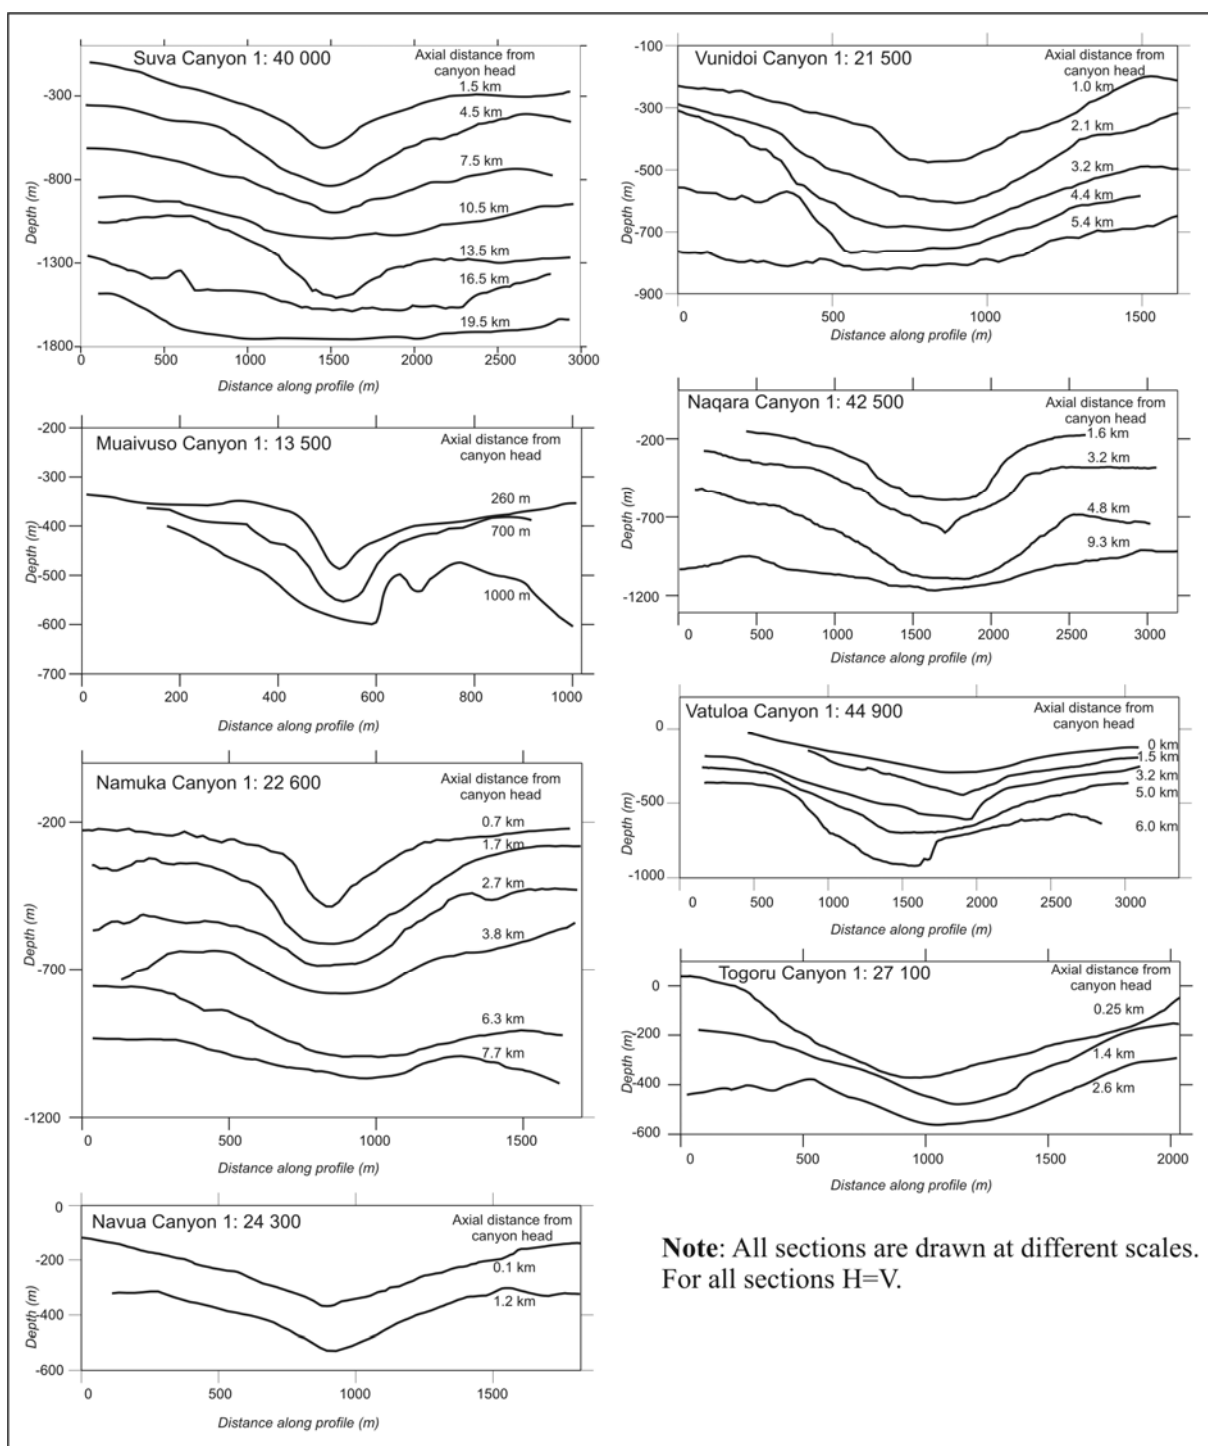 Suva Canyon 1: 40 000
Axial distance from
canyon head
1.5 km
4.5 km
7.5 km
10.5 km
13.5 km
16.5 km
19.5 km
-300
-800
-1300
-1800
Depth (m)
0
500
1000
1500
2000
2500
3000
Distance along profile (m)
Vunidoi Canyon 1: 21 500
Axial distance from
canyon head
1.0 km
2.1 km
3.2 km
4.4 km
5.4 km
-100
-300
-500
-700
-900
Depth (m)
0
500
1000
1500
Distance along profile (m)
Muaivuso Canyon 1: 13 500
Axial distance from
canyon head
260 m
700 m
1000 m
-200
-300
-400
-500
-600
-700
Depth (m)
0
200
400
600
800
1000
Distance along profile (m)
Naqara Canyon 1: 42 500
Axial distance from
canyon head
1.6 km
3.2 km
4.8 km
9.3 km
-200
-700
-1200
Depth (m)
0
500
1000
1500
2000
2500
3000
Distance along profile (m)
Vatuloa Canyon 1: 44 900
Axial distance from
canyon head
0 km
1.5 km
3.2 km
5.0 km
6.0 km
0
-500
-1000
Depth (m)
0
500
1000
1500
2000
2500
3000
Distance along profile (m)
Namuka Canyon 1: 22 600
Axial distance from
canyon head
0.7 km
1.7 km
2.7 km
3.8 km
6.3 km
7.7 km
-200
-700
-1200
Depth (m)
0
500
1000
1500
Distance along profile (m)
Togoru Canyon 1: 27 100
Axial distance from
canyon head
0.25 km
1.4 km
2.6 km
0
-200
-400
-600
Depth (m)
0
500
1000
1500
2000
Distance along profile (m)
Navua Canyon 1: 24 300
Axial distance from
canyon head
0.1 km
1.2 km
0
-200
-400
-600
Depth (m)
0
500
1000
1500
Distance along profile (m)
Note: All sections are drawn at different scales.
For all sections H=V.